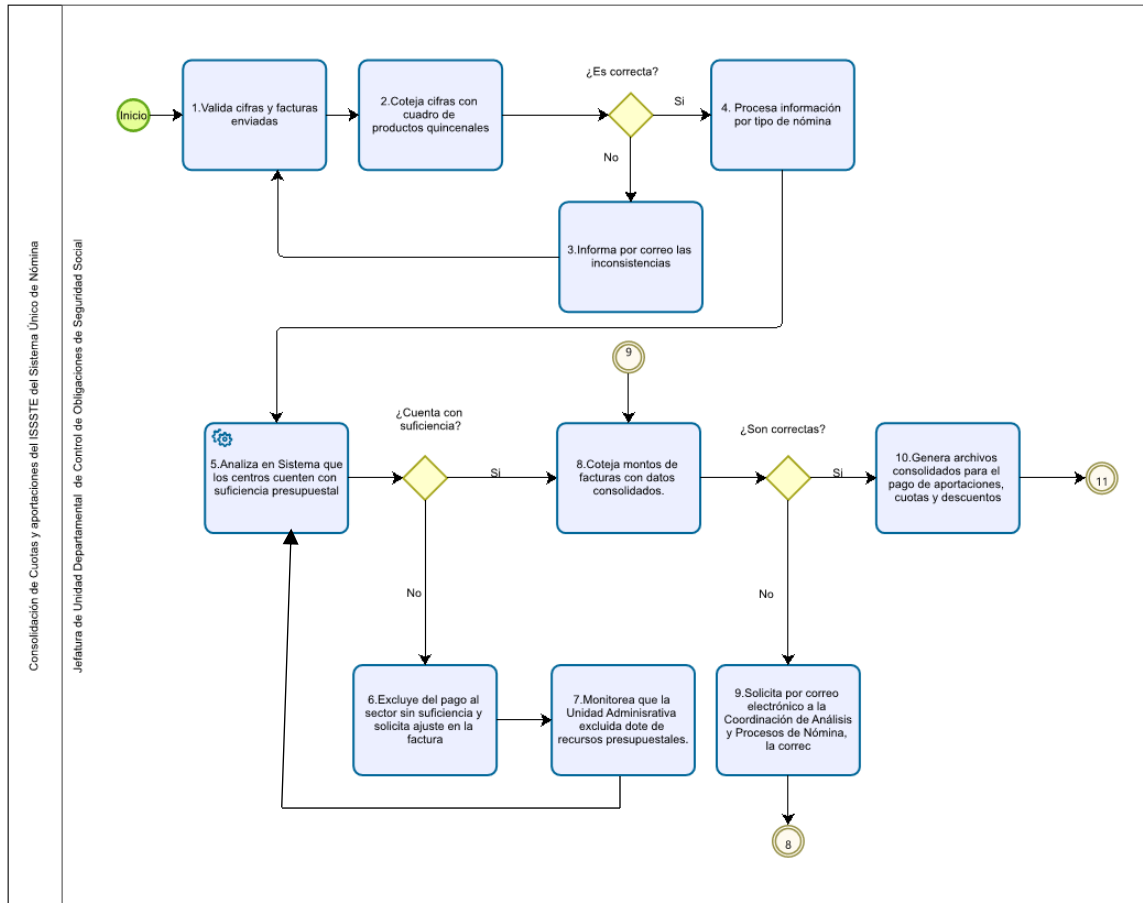 Consolidación de Cuotas y aportaciones del ISSSTE del Sistema Único de Nómina
Jefatura de Unidad Departamental de Control de Obligaciones de Seguridad Social
Inicio
1.Valida cifras y facturas
enviadas
2.Coteja cifras con
cuadro de
productos quincenales
¿Es correcta?
Si
No
4. Procesa información
por tipo de nómina
3.Informa por correo las
inconsistencias
9
5.Analiza en Sistema que
los centros cuenten con
suficiencia presupuestal
¿Cuenta con
suficiencia?
Si
No
8.Coteja montos de
facturas con datos
consolidados.
¿Son correctas?
Si
No
10.Genera archivos
consolidados para el
pago de aportaciones,
cuotas y descuentos
11
6.Excluye del pago al
sector sin suficiencia y
solicita ajuste en la
factura
7.Monitorea que la
Unidad Adminisrativa
excluida dote de
recursos presupuestales.
9.Solicita por correo
electrónico a la
Coordinación de Análisis
y Procesos de Nómina,
la correc
8